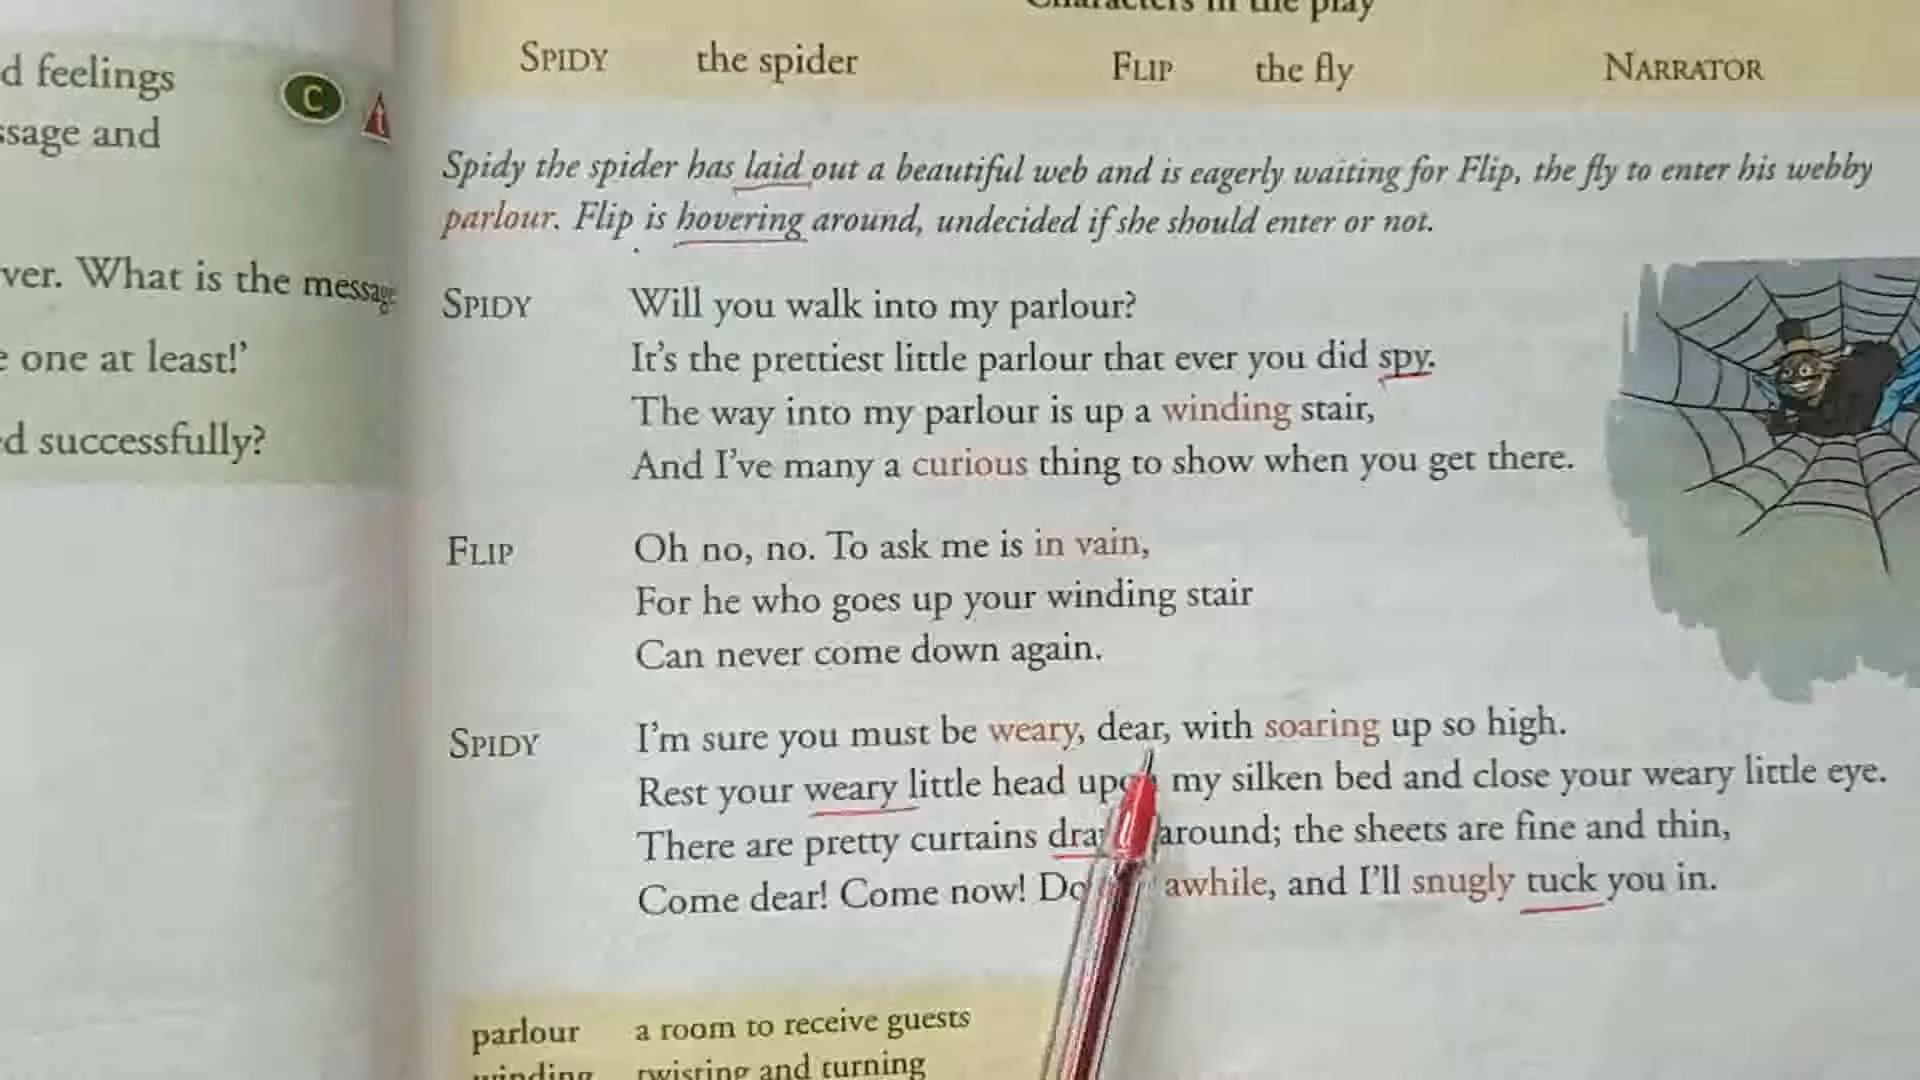 d feelings
ssage and
C t
ver. What is the message
e one at least!'
d successfully?
Characters in the play
SPIDY the spider FLIP the fly NARRATOR
Spidy the spider has laid out a beautiful web and is eagerly waiting for Flip, the fly to enter his webby
parlour. Flip is hovering around, undecided if she should enter or not.
SPIDY Will you walk into my parlour?
It's the prettiest little parlour that ever you did spy.
The way into my parlour is up a winding stair,
And I've many a curious thing to show when you get there.
FLIP Oh no, no. To ask me is in vain,
For he who goes up your winding stair
Can never come down again.
SPIDY I'm sure you must be weary, dear, with soaring up so high.
Rest your weary little head upon my silken bed and close your weary little eye.
There are pretty curtains dra around; the sheets are fine and thin,
Come dear! Come now! Do awhile, and I'll snugly tuck you in.
parlour a room to receive guests
winding twisting and turning